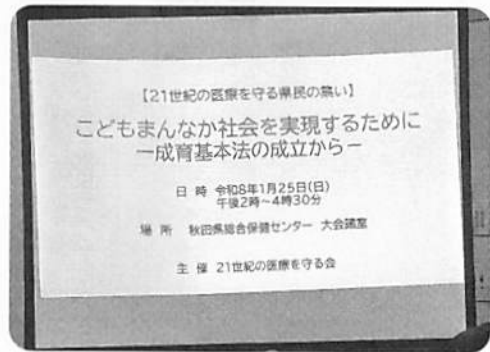 【21世紀の医療を守る県民の集い】
こどもまんなか社会を実現するために
ー成育基本法の成立からー
日 時 令和8年1月25日(日)
午後2時~4時30分
場 所 秋田県総合保健センター 大会議室
主 催 21世紀の医療を守る会